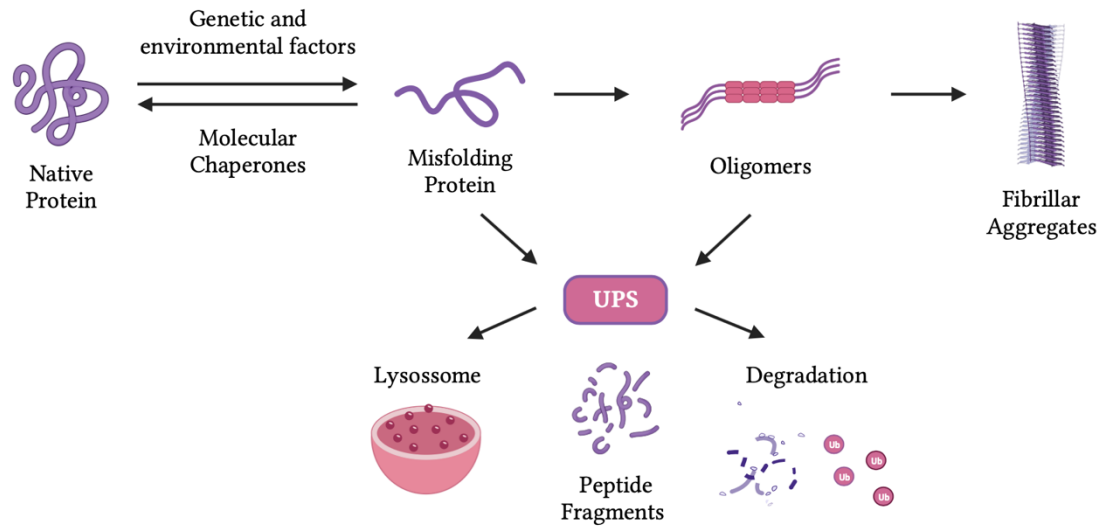 Genetic and
environmental factors
Molecular
Chaperones
Native
Protein
Misfolding
Protein
Oligomers
Fibrillar
Aggregates
UPS
Lysossome
Degradation
Peptide
Fragments
Ub
Ub
Ub
Ub